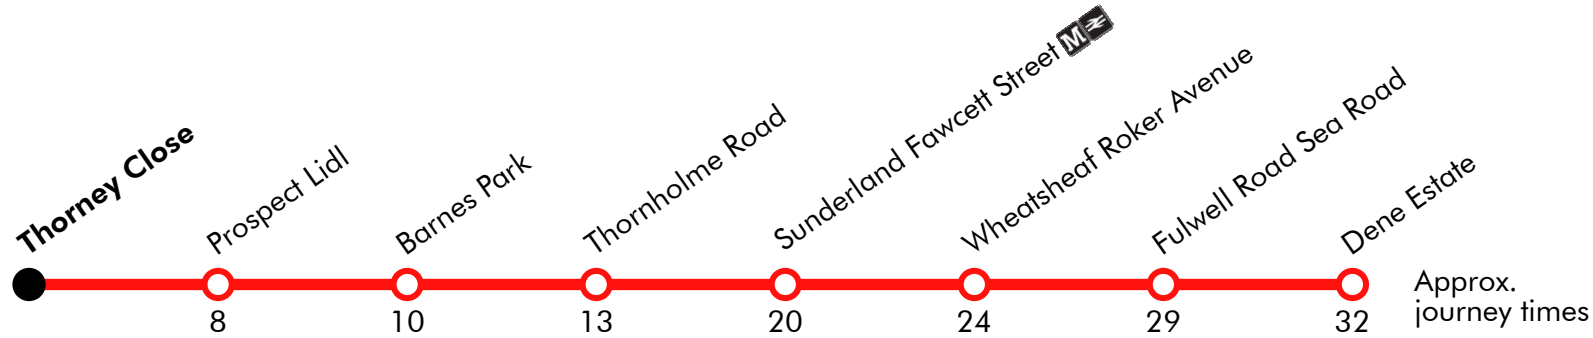 Thorney Close
Prospect Lidl
Barnes Park
Thornholme Road
Sunderland Fawcett Street M
Wheatsheaf Roker Avenue
Fulwell Road Sea Road
Dene Estate
8
10
13
20
24
29
32
Approx.
journey times